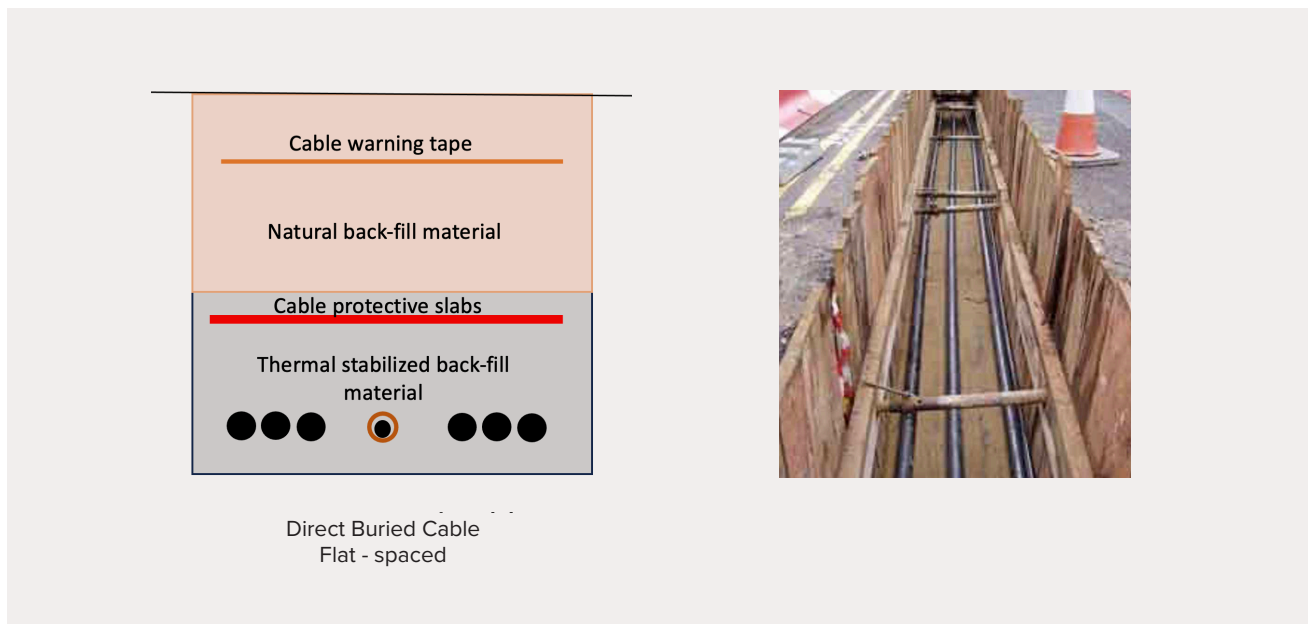 Cable warning tape
Natural back-fill material
Cable protective slabs
Thermal stabilized back-fill
material
Direct Buried Cable
Flat - spaced